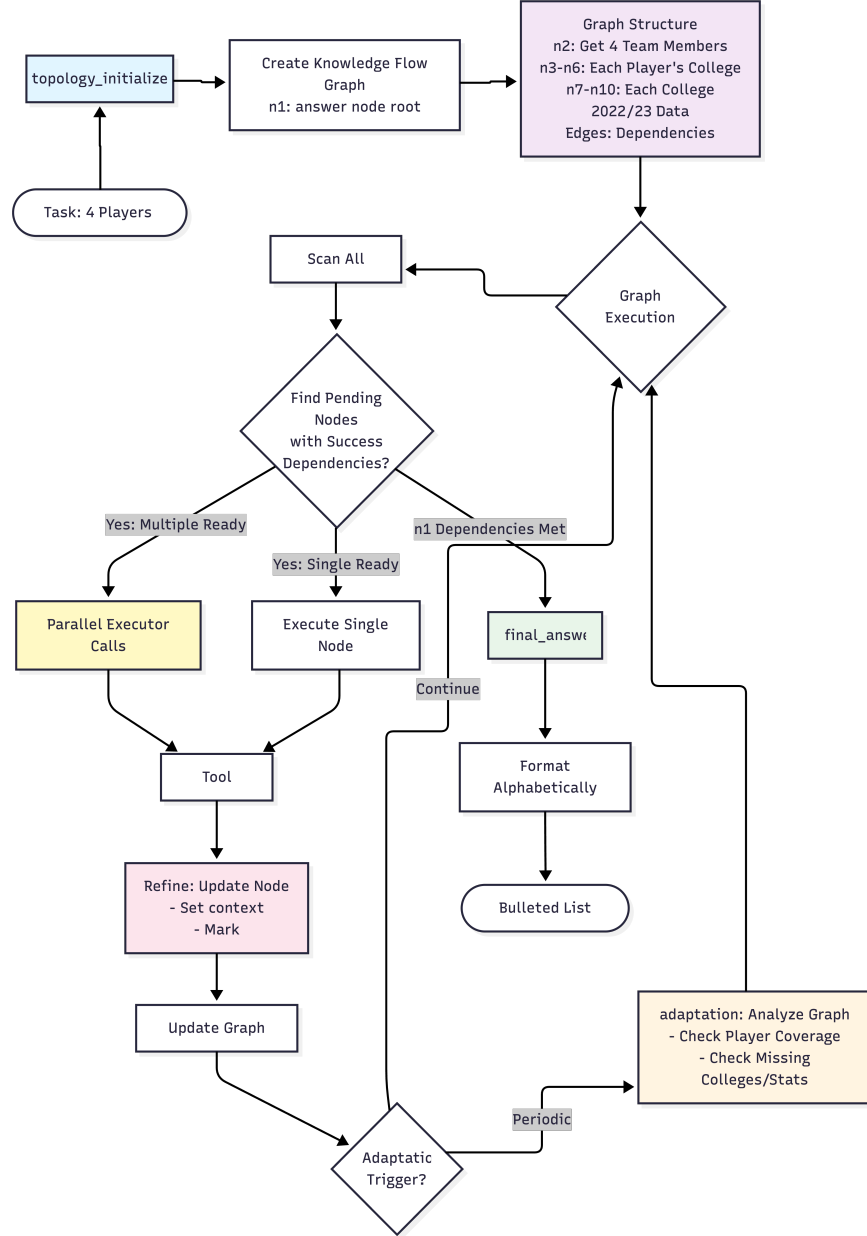 topology_initialize
Create Knowledge Flow
Graph
n1: answer node root
Graph Structure
n2: Get 4 Team Members
n3-n6: Each Player's College
n7-n10: Each College
2022/23 Data
Edges: Dependencies
Task: 4 Players
Scan All
Graph
Execution
Find Pending
Nodes
with Success
Dependencies?
Yes: Multiple Ready
Yes: Single Ready
n1 Dependencies Met
Parallel Executor
Calls
Execute Single
Node
final_answe
Continue
Tool
Format
Alphabetically
Refine: Update Node
- Set context
- Mark
Bulleted List
Update Graph
adaptation: Analyze Graph
- Check Player Coverage
- Check Missing
Colleges/Stats
Periodic
Adaptatic
Trigger?